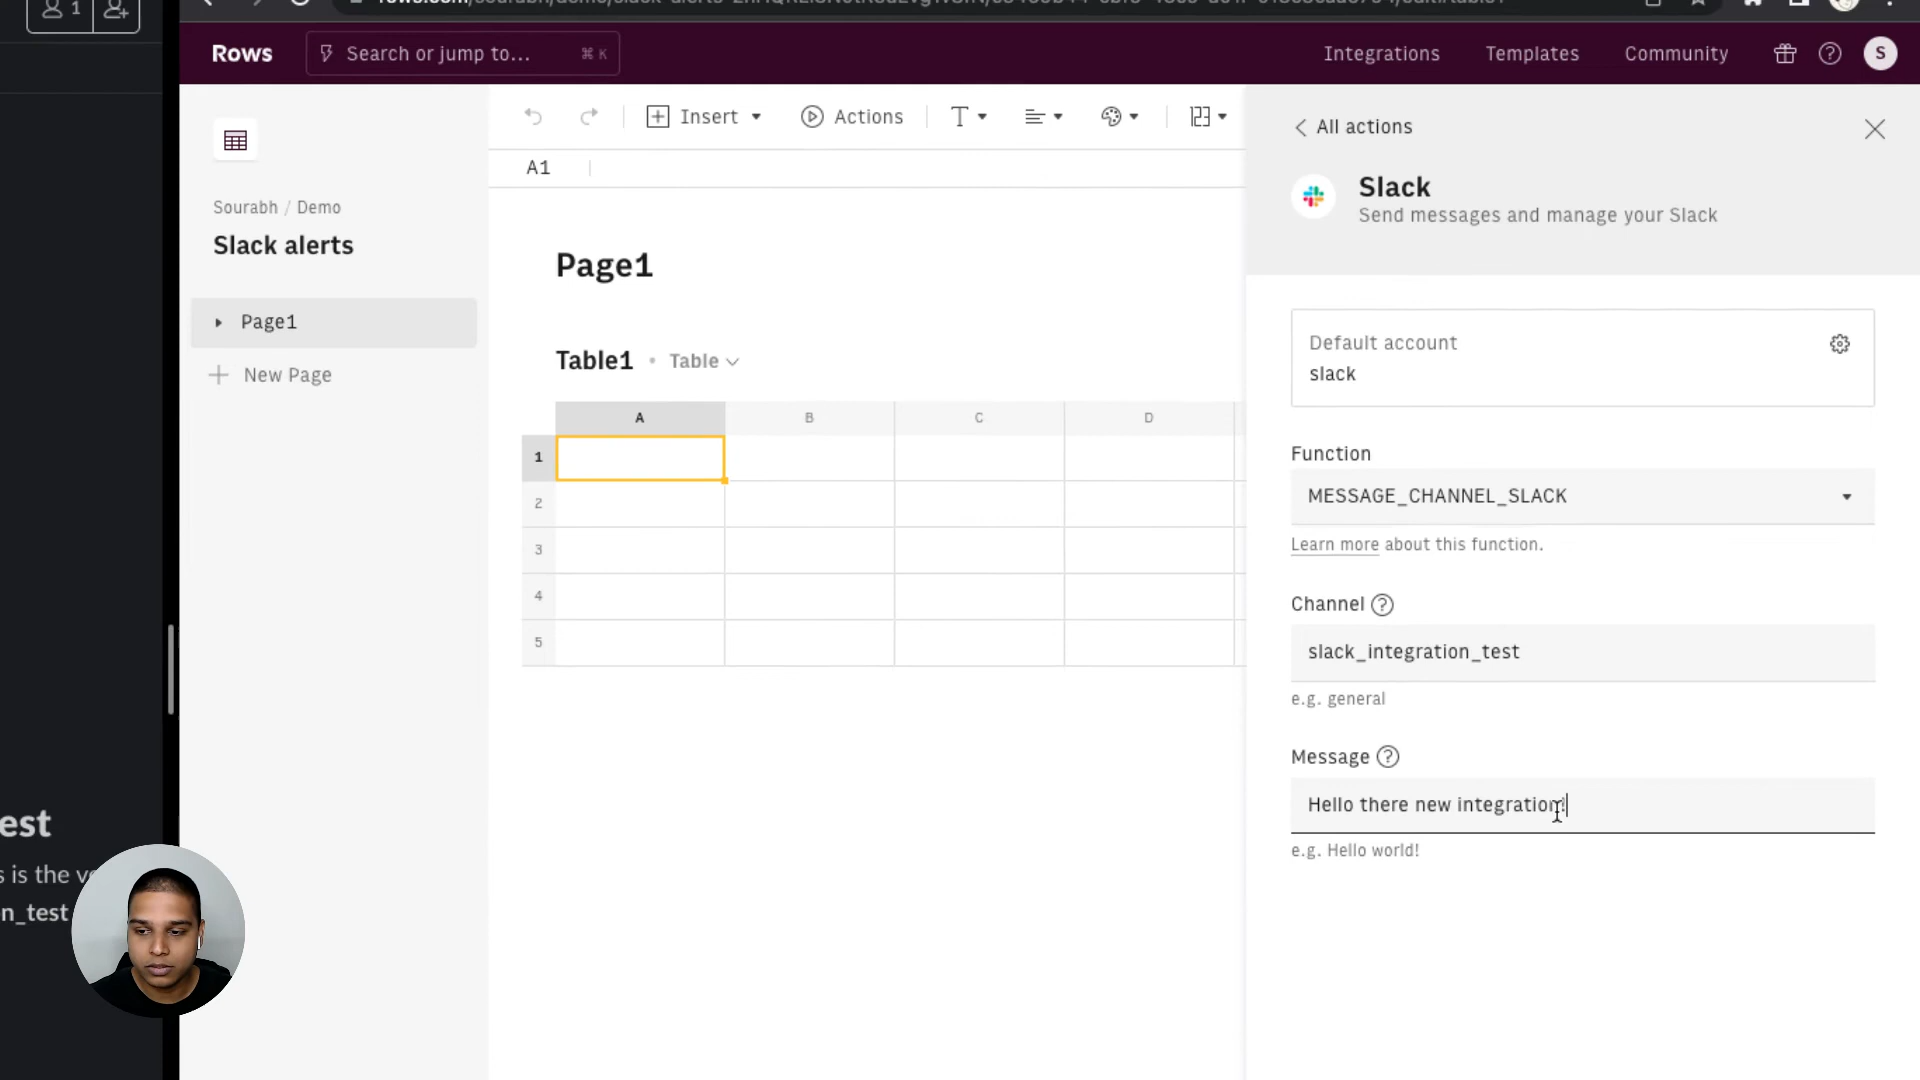 1
Rows
Search or jump to...
⌘ K
Integrations
Templates
Community
S
Insert
Actions
T
A1
Sourabh / Demo
Slack alerts
Page1
New Page
Page1
Table1 • Table
A B C D
1
2
3
4
5
est
s is the v
n_test
All actions
Slack
Send messages and manage your Slack
Default account
slack
Function
MESSAGE_CHANNEL_SLACK
Learn more about this function.
Channel ?
slack_integration_test
e.g. general
Message ?
Hello there new integration!
e.g. Hello world!